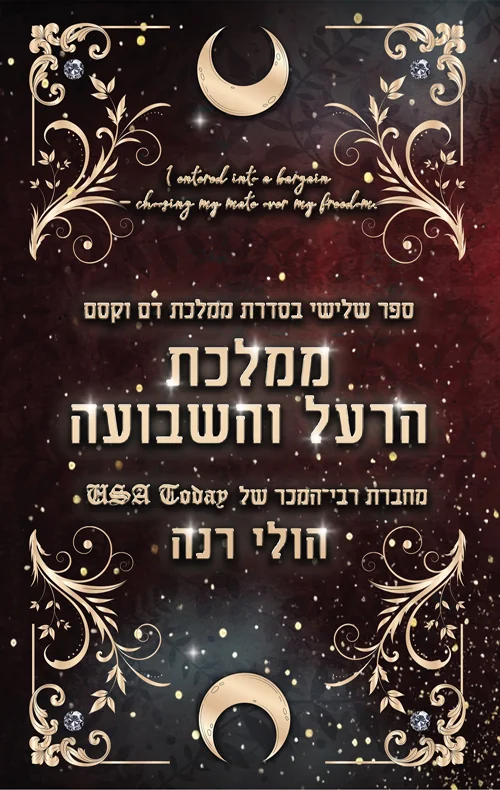 I entered into a bargain
— choosing my mate over my freedom.
ספר שלישי בסדרת ממלכת דם וקסם
ממלכת
הרעל והשבועה
מחברת רבי־המכר של USA Today
הולי רנה